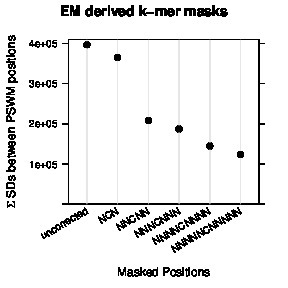 EM derived k-mer masks
Σ SDs between PSWM positions
4e+05
3e+05
2e+05
1e+05
uncorrected
NCN
NNCNN
NNNCNNN
NNNNCNNNN
NNNNNCNNNNN
Masked Positions